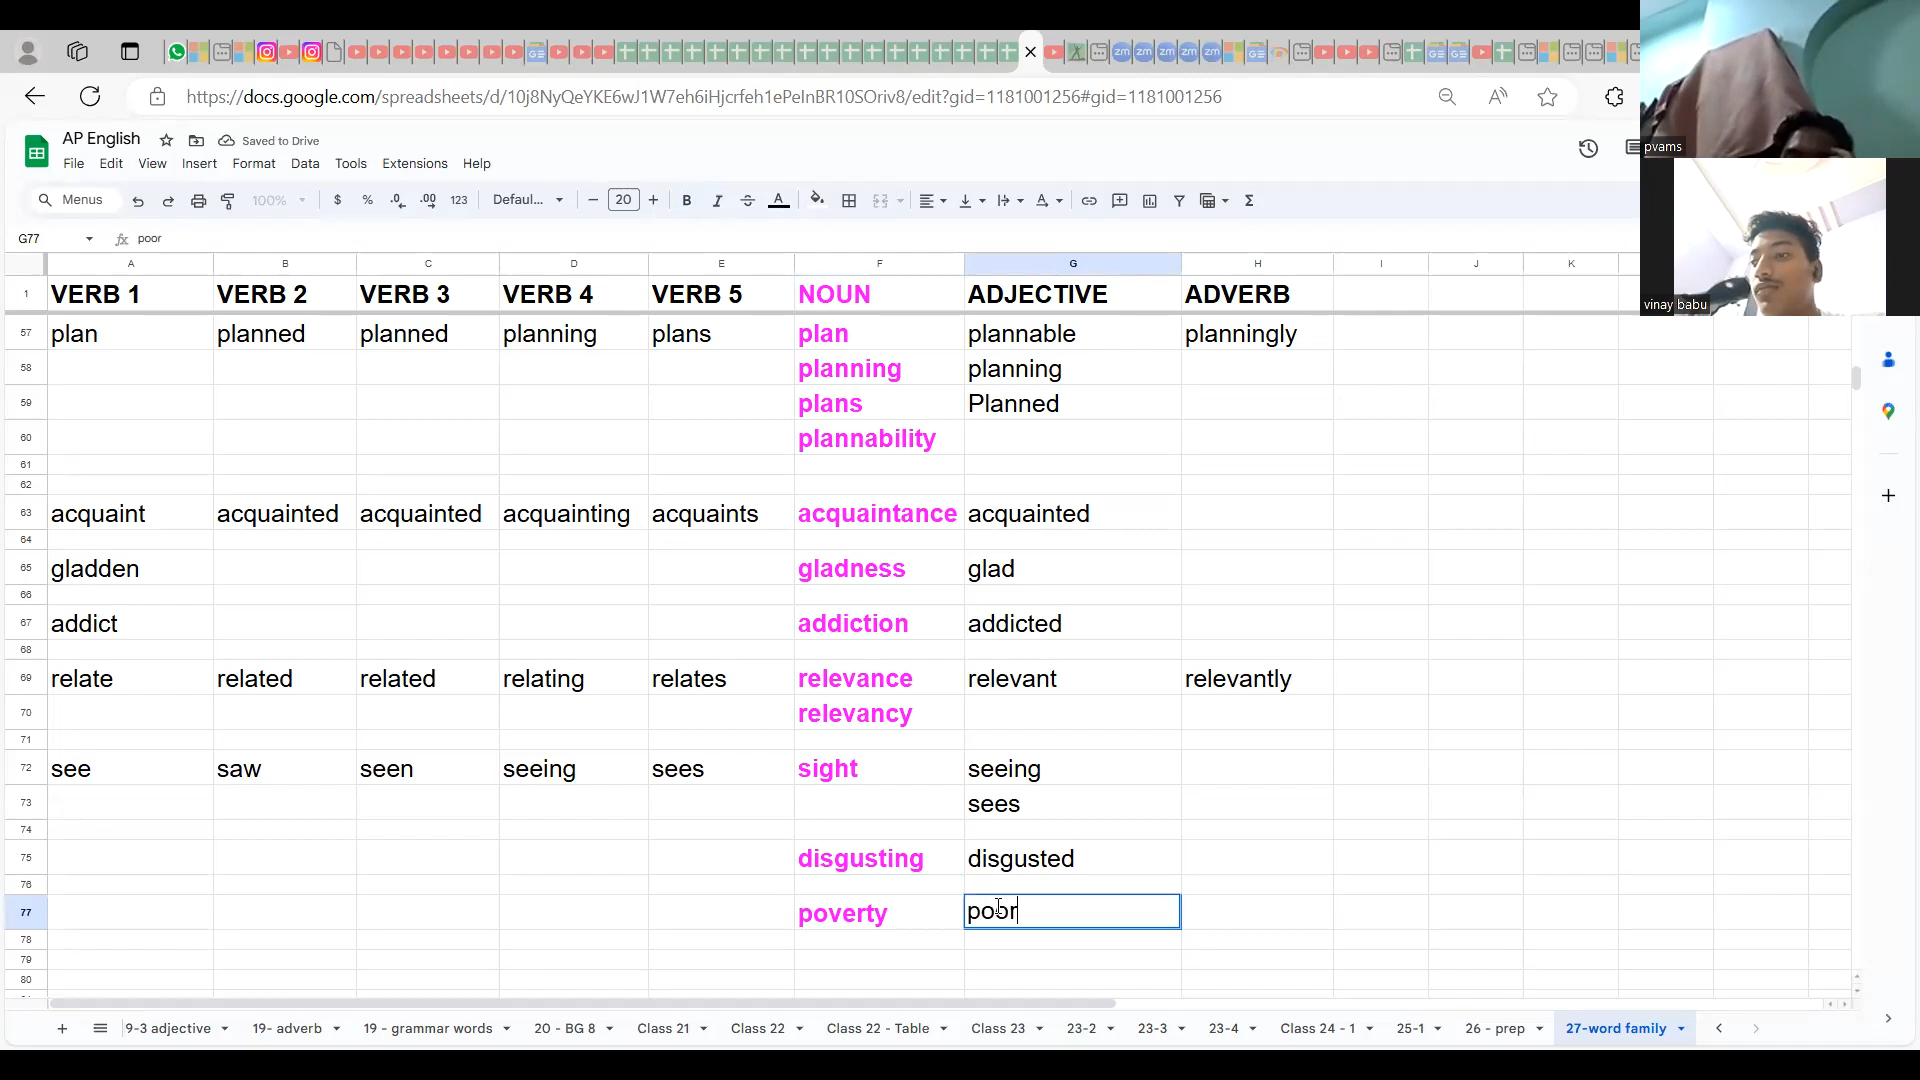 https://docs.google.com/spreadsheets/d/10j8NyQeYKE6wJ1W7eh6iHjcrfeh1ePeInBR10SOriv8/edit?gid=1181001256#gid=1181001256
AP English Saved to Drive
File Edit View Insert Format Data Tools Extensions Help
pvams
Menus 100% $ % .0 .00 123 Defaul... 20 B I A
G77 fx poor
vinay babu
A B C D E F G H I J K
1 VERB 1 VERB 2 VERB 3 VERB 4 VERB 5 NOUN ADJECTIVE ADVERB
57 plan planned planned planning plans plan plannable planningly
58 planning planning
59 plans Planned
60 plannability
61
62
63 acquaint acquainted acquainted acquainting acquaints acquaintance acquainted
64
65 gladden gladness glad
66
67 addict addiction addicted
68
69 relate related related relating relates relevance relevant relevantly
70 relevancy
71
72 see saw seen seeing sees sight seeing
73 sees
74
75 disgusting disgusted
76
77 poverty poor
78
79
80
9-3 adjective 19- adverb 19 - grammar words 20 - BG 8 Class 21 Class 22 Class 22 - Table Class 23 23-2 23-3 23-4 Class 24 - 1 25-1 26 - prep 27-word family